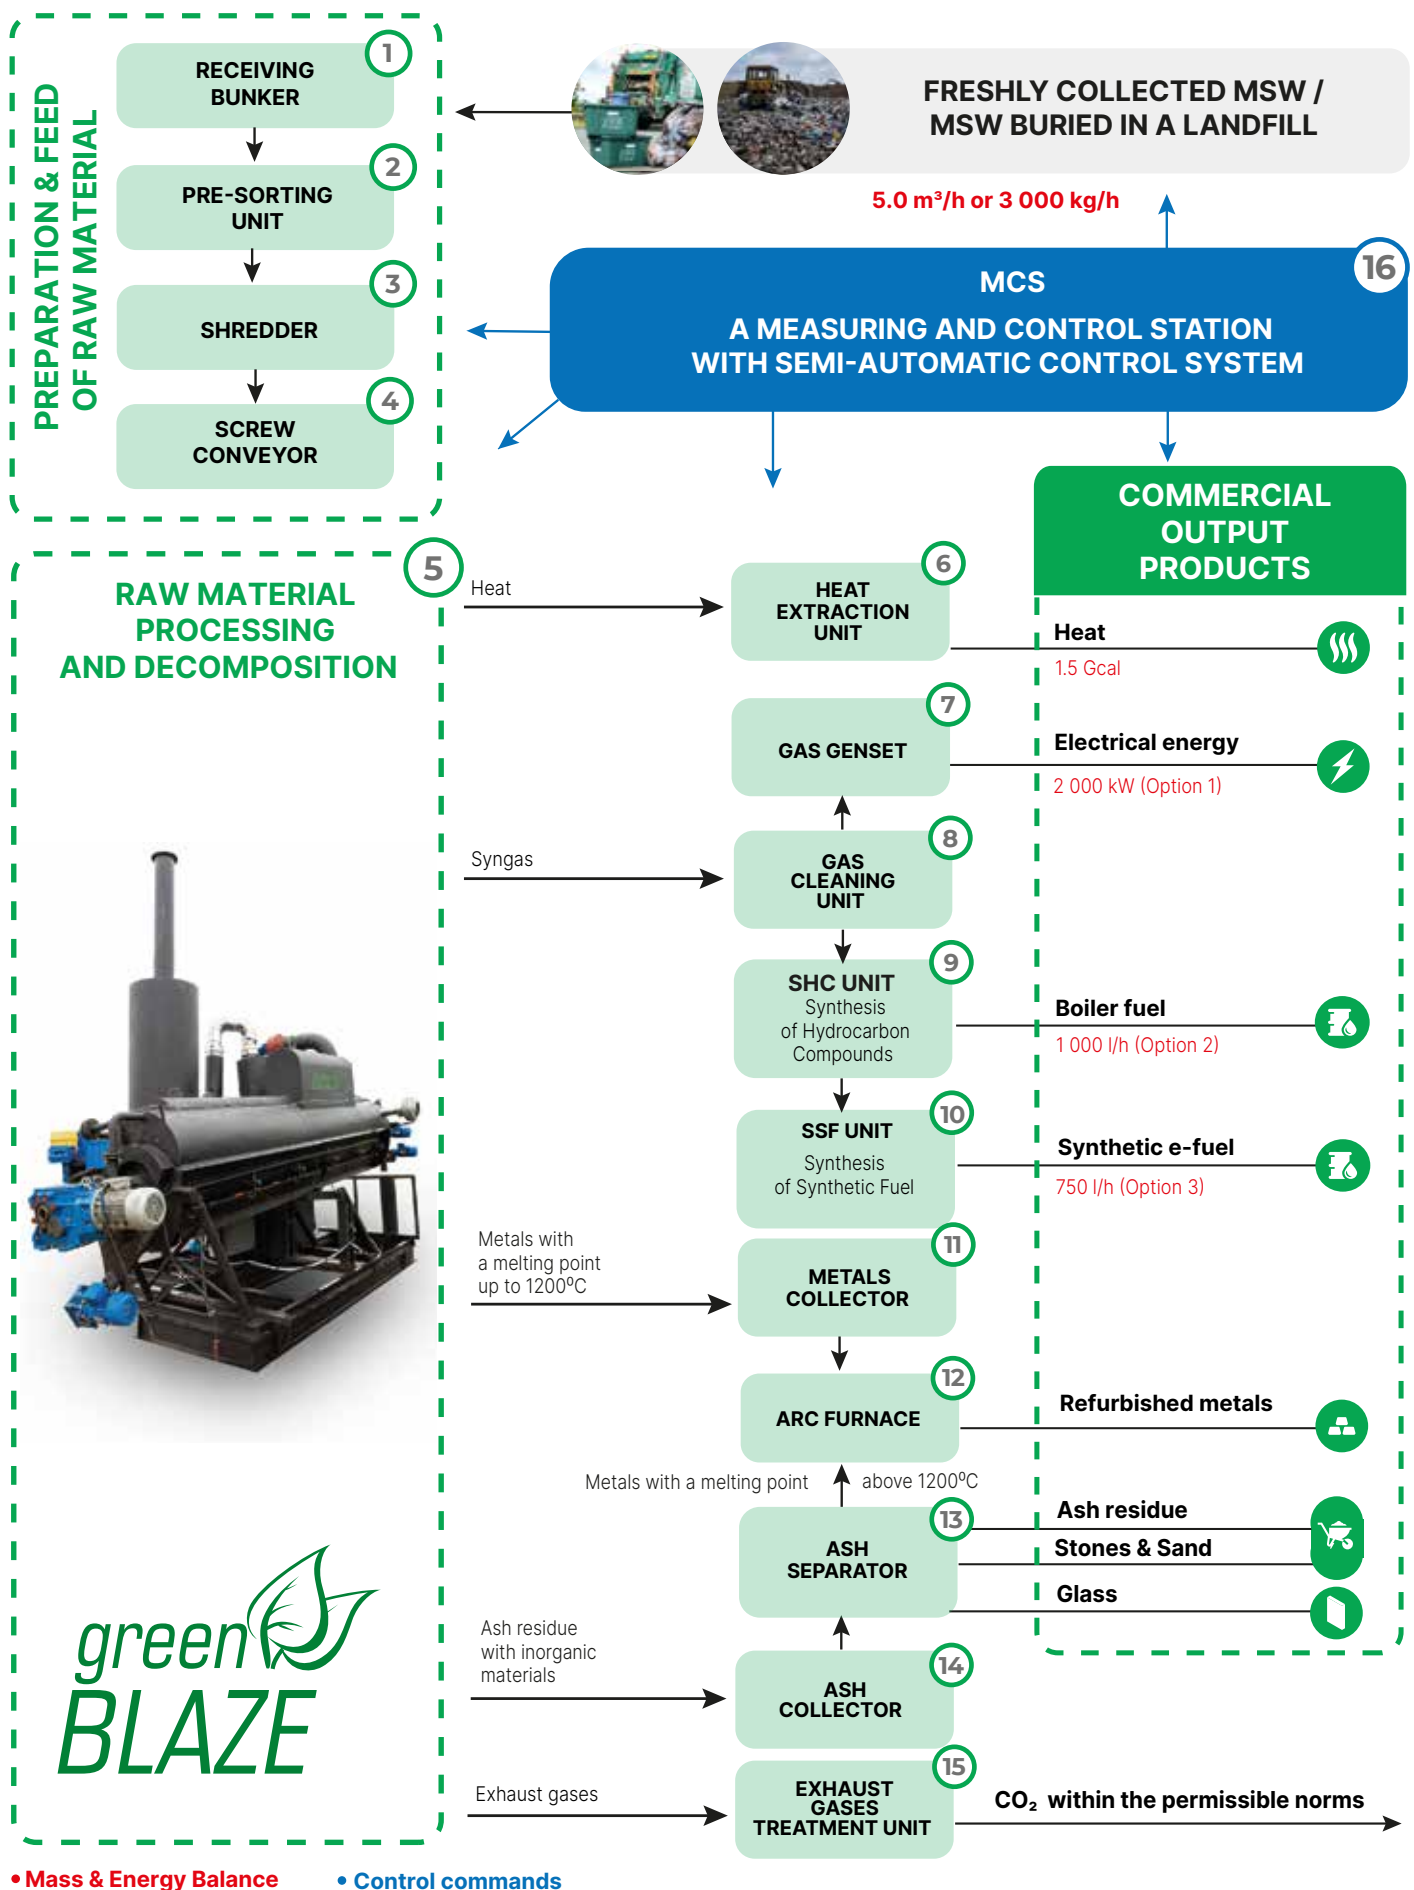 PREPARATION & FEED
OF RAW MATERIAL
1
RECEIVING
BUNKER
2
PRE-SORTING
UNIT
3
SHREDDER
4
SCREW
CONVEYOR
FRESHLY COLLECTED MSW /
MSW BURIED IN A LANDFILL
5.0 m³/h or 3 000 kg/h
16
MCS
A MEASURING AND CONTROL STATION
WITH SEMI-AUTOMATIC CONTROL SYSTEM
COMMERCIAL
OUTPUT
PRODUCTS
5
RAW MATERIAL
PROCESSING
AND DECOMPOSITION
Heat
6
HEAT
EXTRACTION
UNIT
Heat
1.5 Gcal
7
GAS GENSET
Electrical energy
2 000 kW (Option 1)
Syngas
8
GAS
CLEANING
UNIT
9
SHC UNIT
Synthesis
of Hydrocarbon
Compounds
Boiler fuel
1 000 l/h (Option 2)
10
SSF UNIT
Synthesis
of Synthetic Fuel
Synthetic e-fuel
750 l/h (Option 3)
Metals with
a melting point
up to 1200⁰C
11
METALS
COLLECTOR
12
ARC FURNACE
Refurbished metals
Metals with a melting point above 1200⁰C
13
ASH
SEPARATOR
Ash residue
Stones & Sand
Glass
Ash residue
with inorganic
materials
14
ASH
COLLECTOR
green
BLAZE
Exhaust gases
15
EXHAUST
GASES
TREATMENT UNIT
CO₂ within the permissible norms
• Mass & Energy Balance
• Control commands